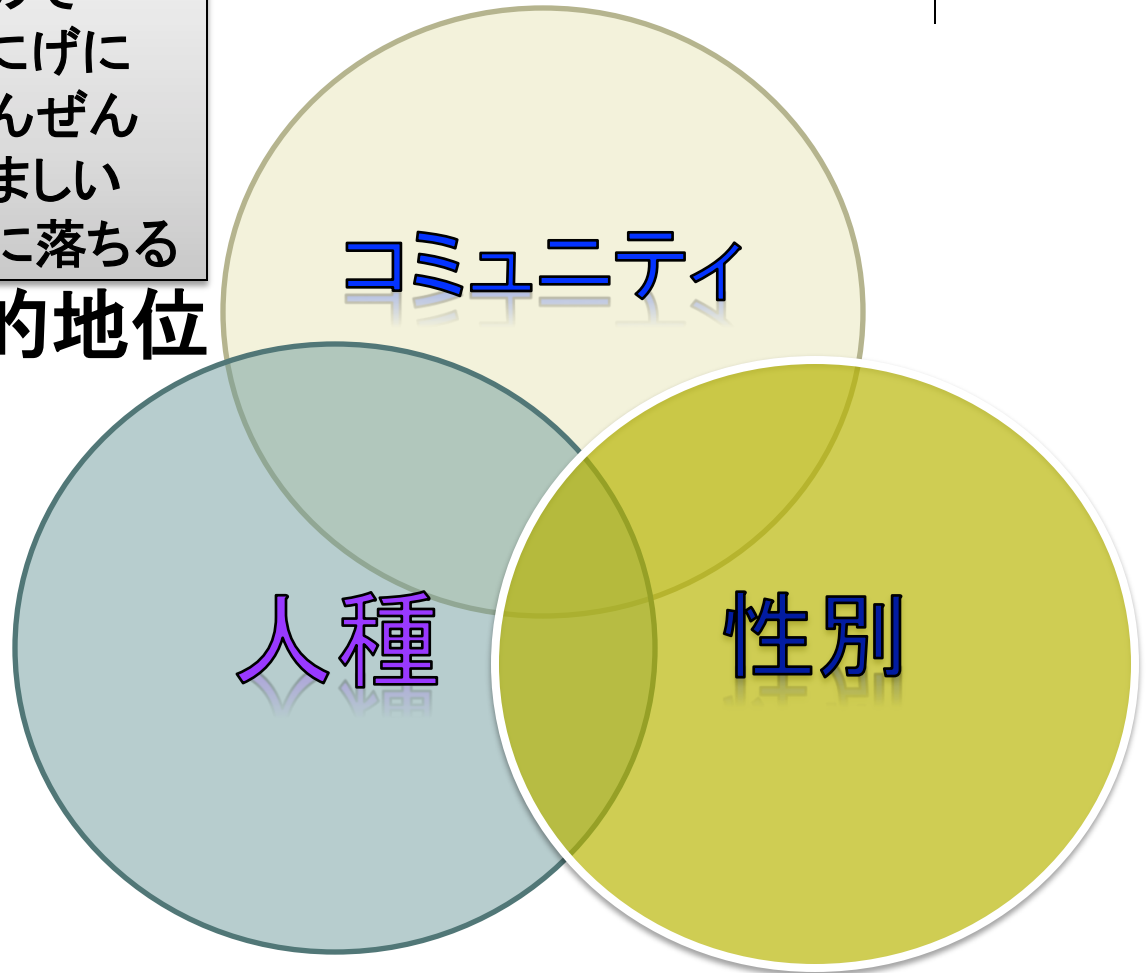 にげに
んぜん
ましい
に落ちる
的地位
コミュニティ
人種
性別